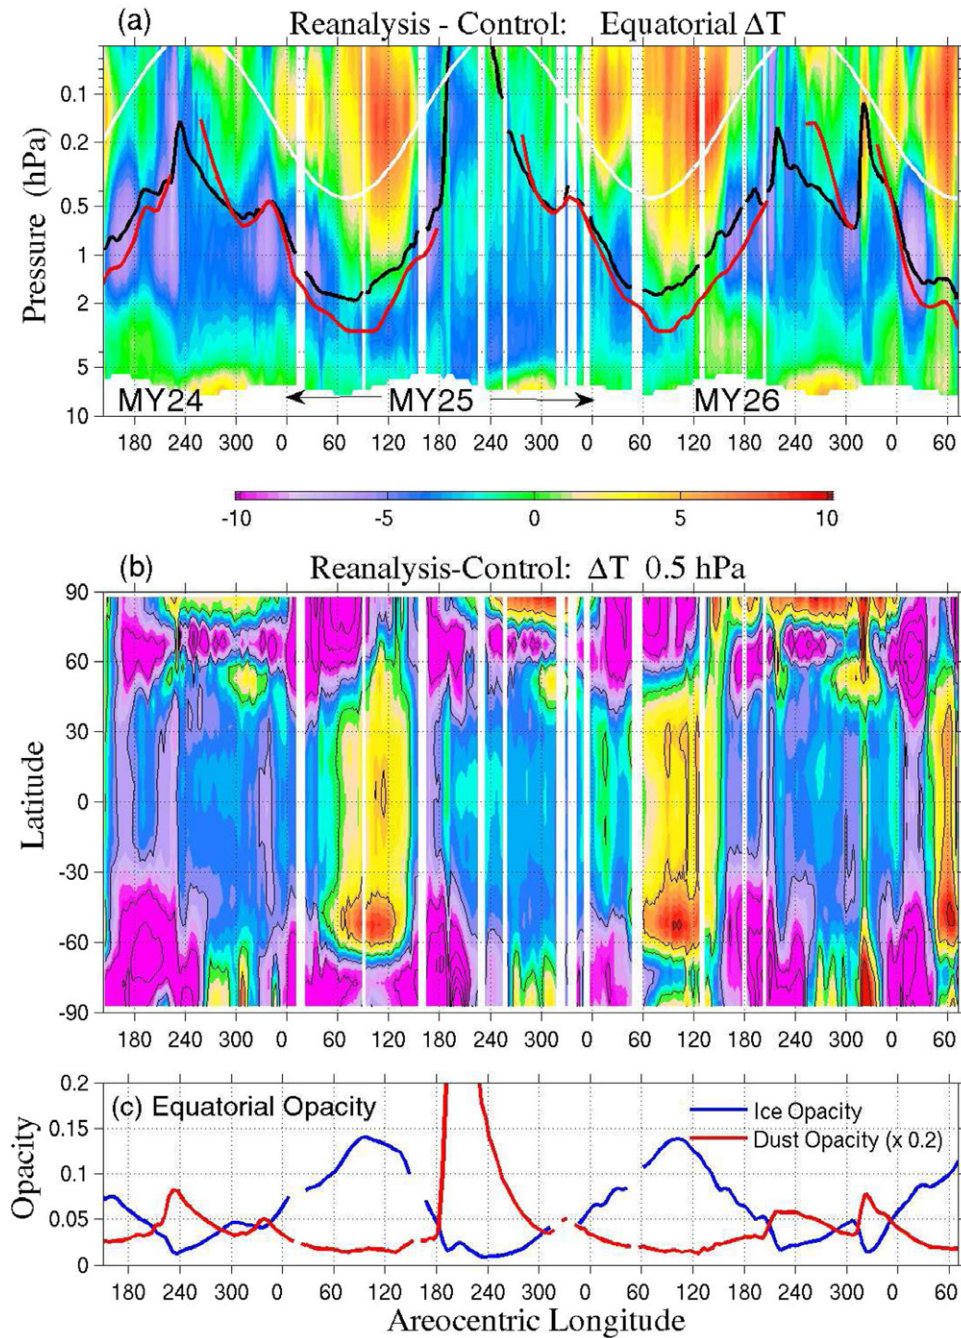 (a) Reanalysis - Control: Equatorial ΔT
Pressure (hPa)
0.1
0.2
0.5
1
2
5
10
MY24 MY25 MY26
180 240 300 0 60 120 180 240 300 0 60 120 180 240 300 0 60
-10 -5 0 5 10
(b) Reanalysis-Control: ΔT 0.5 hPa
Latitude
90
60
30
0
-30
-60
-90
180 240 300 0 60 120 180 240 300 0 60 120 180 240 300 0 60
(c) Equatorial Opacity
Ice Opacity
Dust Opacity (x 0.2)
Opacity
0.2
0.15
0.1
0.05
0
180 240 300 0 60 120 180 240 300 0 60 120 180 240 300 0 60
Areocentric Longitude